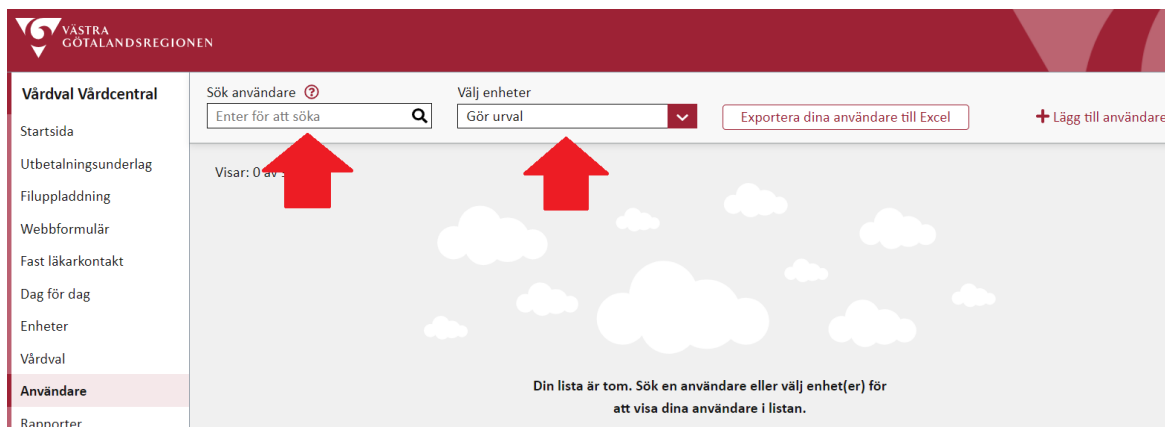 VÄSTRA
GÖTALANDSREGIONEN
Vårdval Vårdcentral
Startsida
Utbetalningsunderlag
Filuppladdning
Webbformulär
Fast läkarkontakt
Dag för dag
Enheter
Vårdval
Användare
Rapporter
Sök användare ?
Enter för att söka
Välj enheter
Gör urval
Exportera dina användare till Excel
+ Lägg till användare
Visar: 0 av
Din lista är tom. Sök en användare eller välj enhet(er) för
att visa dina användare i listan.